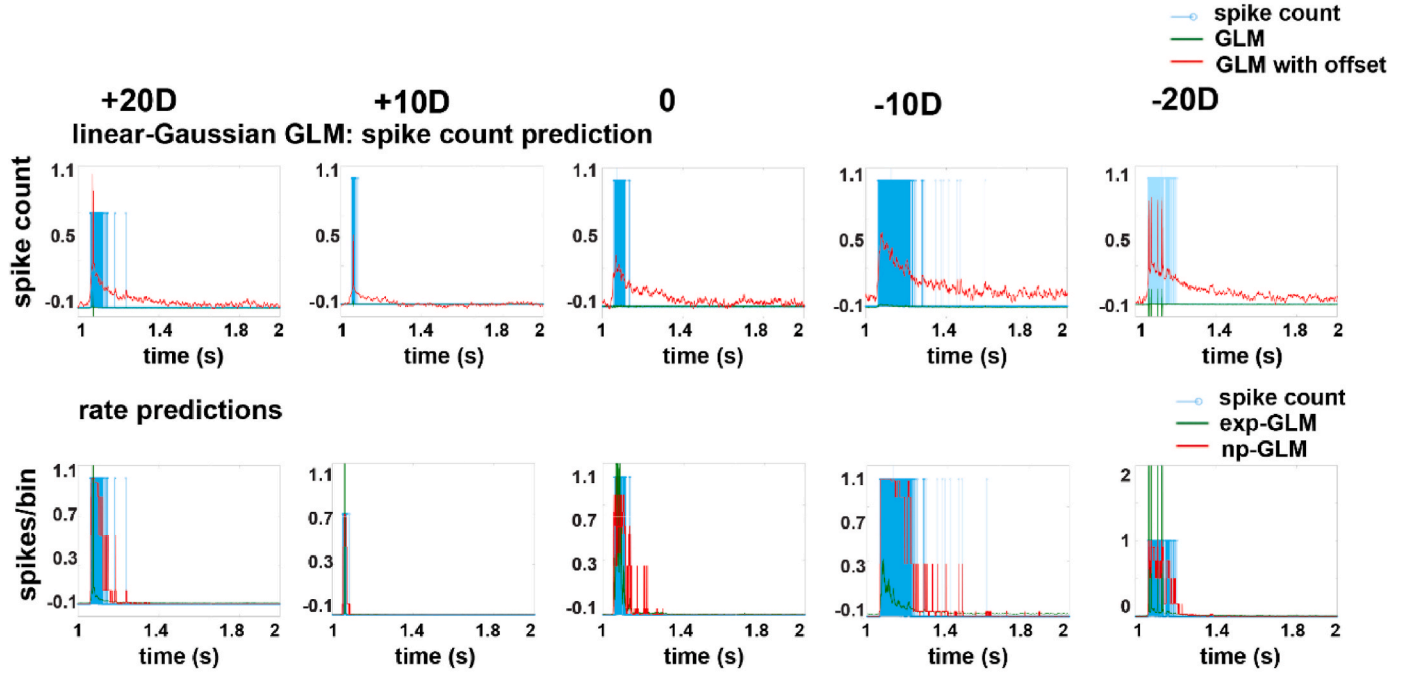 spike count
GLM
GLM with offset
+20D +10D 0 -10D -20D
linear-Gaussian GLM: spike count prediction
spike count
1.1 1.1 1.1 1.1 1.1
0.5 0.5 0.5 0.5 0.5
-0.1 -0.1 -0.1 -0.1 -0.1
1 1.4 1.8 2 1 1.4 1.8 2 1 1.4 1.8 2 1 1.4 1.8 2 1 1.4 1.8 2
time (s) time (s) time (s) time (s) time (s)
rate predictions
spike count
exp-GLM
np-GLM
spikes/bin
1.1 1.1 1.1 1.1 2
0.7 0.7 0.7 0.7 1
0.3 0.3 0.3 0.3
-0.1 -0.1 -0.1 -0.1 0
1 1.4 1.8 2 1 1.4 1.8 2 1 1.4 1.8 2 1 1.4 1.8 2 1 1.4 1.8 2
time (s) time (s) time (s) time (s) time (s)